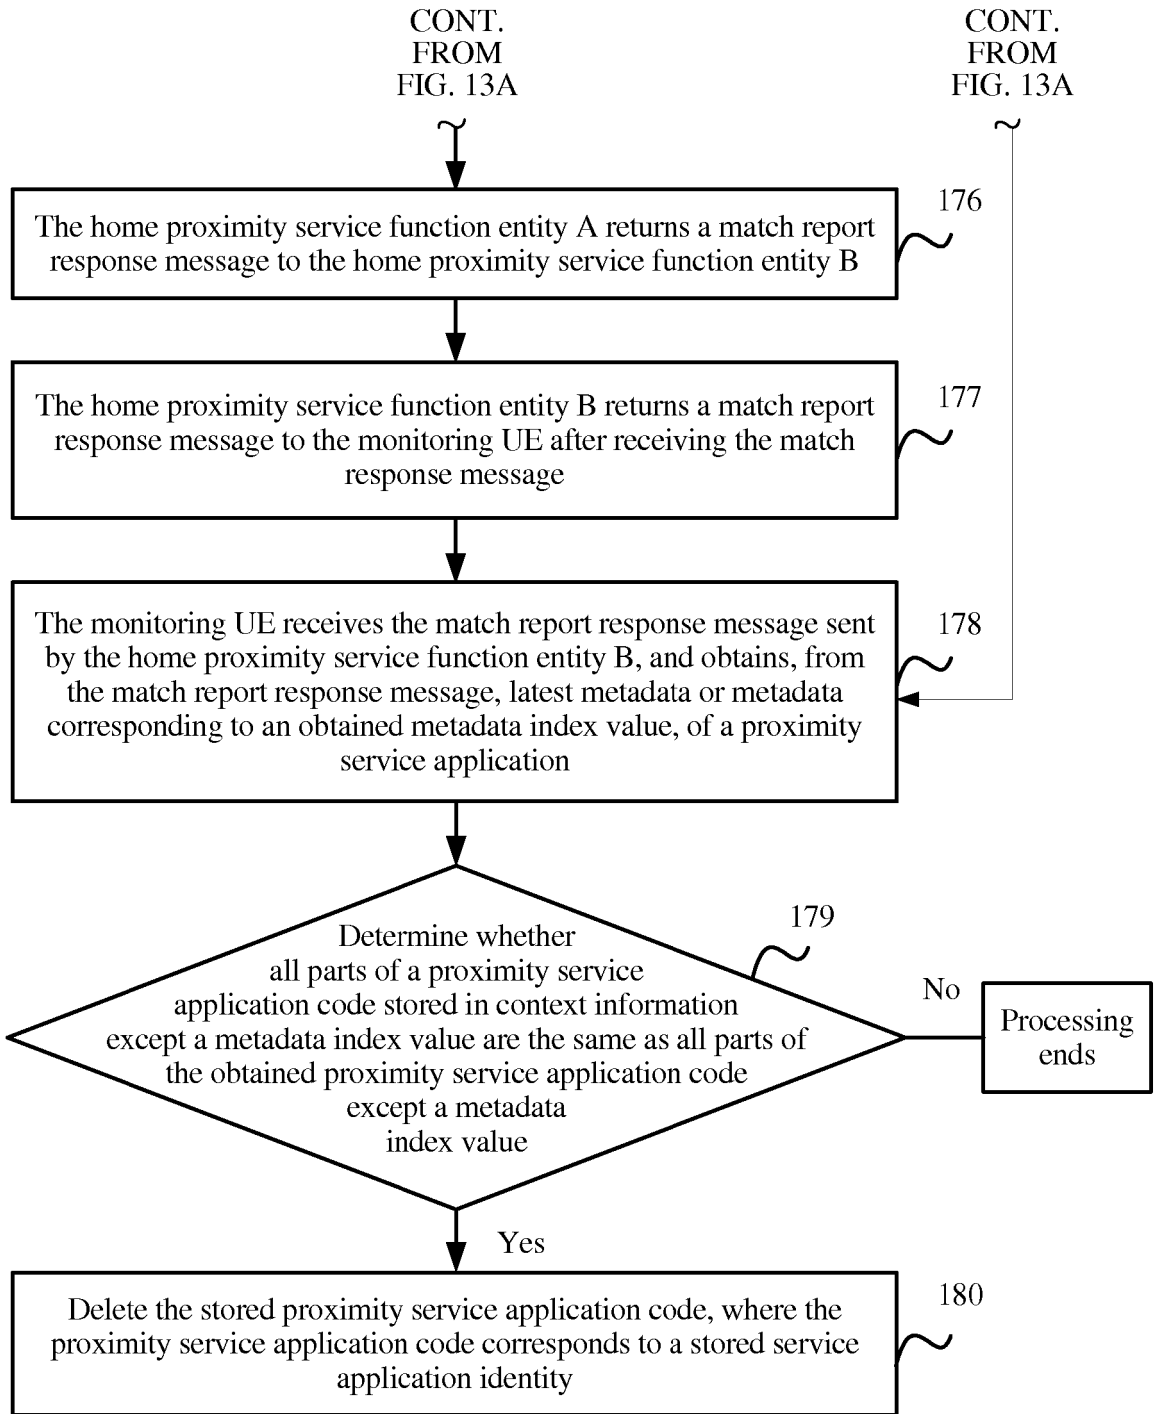 CONT.
FROM
FIG. 13A
CONT.
FROM
FIG. 13A
176
The home proximity service function entity A returns a match report
response message to the home proximity service function entity B
177
The home proximity service function entity B returns a match report
response message to the monitoring UE after receiving the match
response message
178
The monitoring UE receives the match report response message sent
by the home proximity service function entity B, and obtains, from
the match report response message, latest metadata or metadata
corresponding to an obtained metadata index value, of a proximity
service application
179
Determine whether
all parts of a proximity service
application code stored in context information
except a metadata index value are the same as all parts of
the obtained proximity service application code
except a metadata
index value
No
Processing
ends
Yes
180
Delete the stored proximity service application code, where the
proximity service application code corresponds to a stored service
application identity